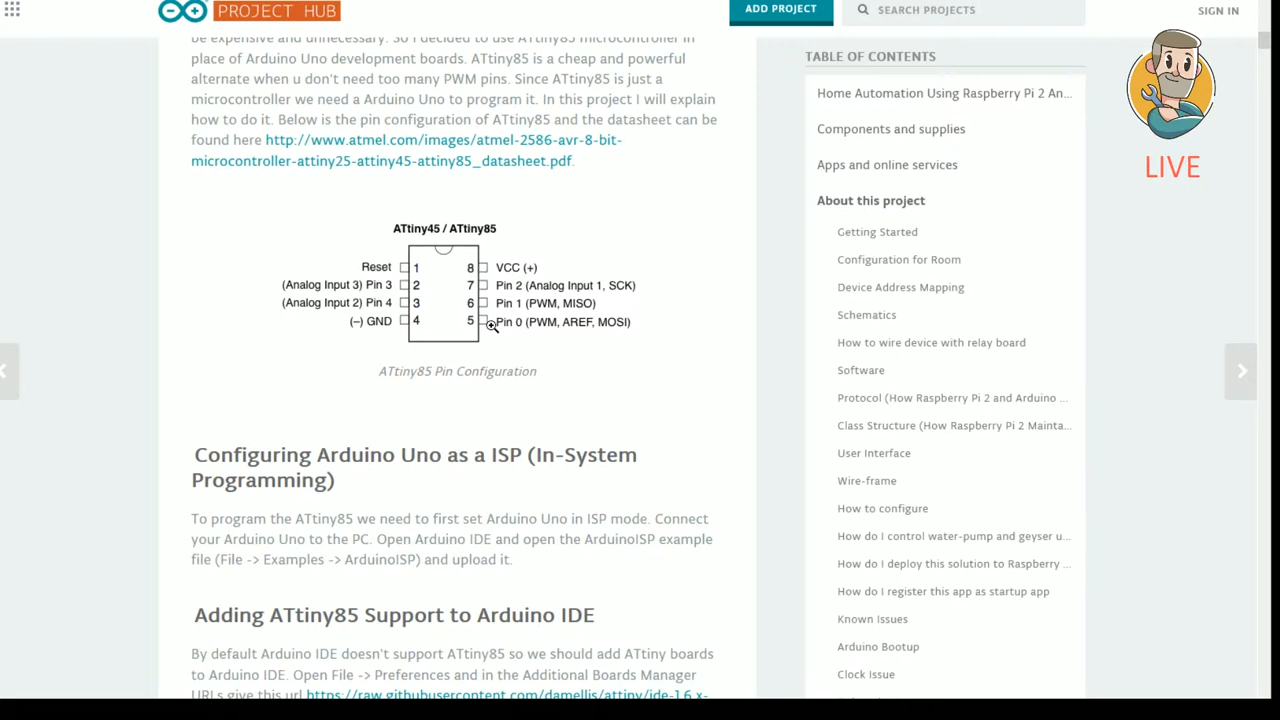 PROJECT HUB
ADD PROJECT
SEARCH PROJECTS
SIGN IN
be expensive and unnecessary. So I decided to use ATtiny85 microcontroller in
place of Arduino Uno development boards. ATtiny85 is a cheap and powerful
alternate when u don't need too many PWM pins. Since ATtiny85 is just a
microcontroller we need a Arduino Uno to program it. In this project I will explain
how to do it. Below is the pin configuration of ATtiny85 and the datasheet can be
found here http://www.atmel.com/images/atmel-2586-avr-8-bit-
microcontroller-attiny25-attiny45-attiny85_datasheet.pdf.
ATtiny45 / ATtiny85
Reset 1 8 VCC (+)
(Analog Input 3) Pin 3 2 7 Pin 2 (Analog Input 1, SCK)
(Analog Input 2) Pin 4 3 6 Pin 1 (PWM, MISO)
(–) GND 4 5 Pin 0 (PWM, AREF, MOSI)
ATtiny85 Pin Configuration
Configuring Arduino Uno as a ISP (In-System
Programming)
To program the ATtiny85 we need to first set Arduino Uno in ISP mode. Connect
your Arduino Uno to the PC. Open Arduino IDE and open the ArduinoISP example
file (File -> Examples -> ArduinoISP) and upload it.
Adding ATtiny85 Support to Arduino IDE
By default Arduino IDE doesn't support ATtiny85 so we should add ATtiny boards
to Arduino IDE. Open File -> Preferences and in the Additional Boards Manager
URLs give this url https://raw.githubusercontent.com/damellis/attiny/ide-1.6.x-
TABLE OF CONTENTS
Home Automation Using Raspberry Pi 2 An...
Components and supplies
Apps and online services
About this project
Getting Started
Configuration for Room
Device Address Mapping
Schematics
How to wire device with relay board
Software
Protocol (How Raspberry Pi 2 and Arduino ...
Class Structure (How Raspberry Pi 2 Mainta...
User Interface
Wire-frame
How to configure
How do I control water-pump and geyser u...
How do I deploy this solution to Raspberry ...
How do I register this app as startup app
Known Issues
Arduino Bootup
Clock Issue
LIVE